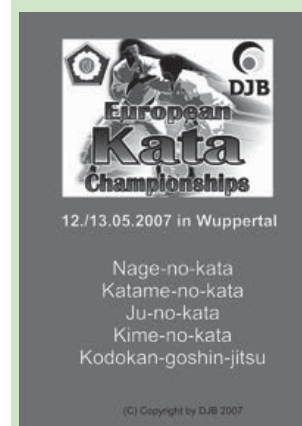 DJB
European
Kata
Championships
12./13.05.2007 in Wuppertal
Nage-no-kata
Katame-no-kata
Ju-no-kata
Kime-no-kata
Kodokan-goshin-jitsu
(C) Copyright by DJB 2007